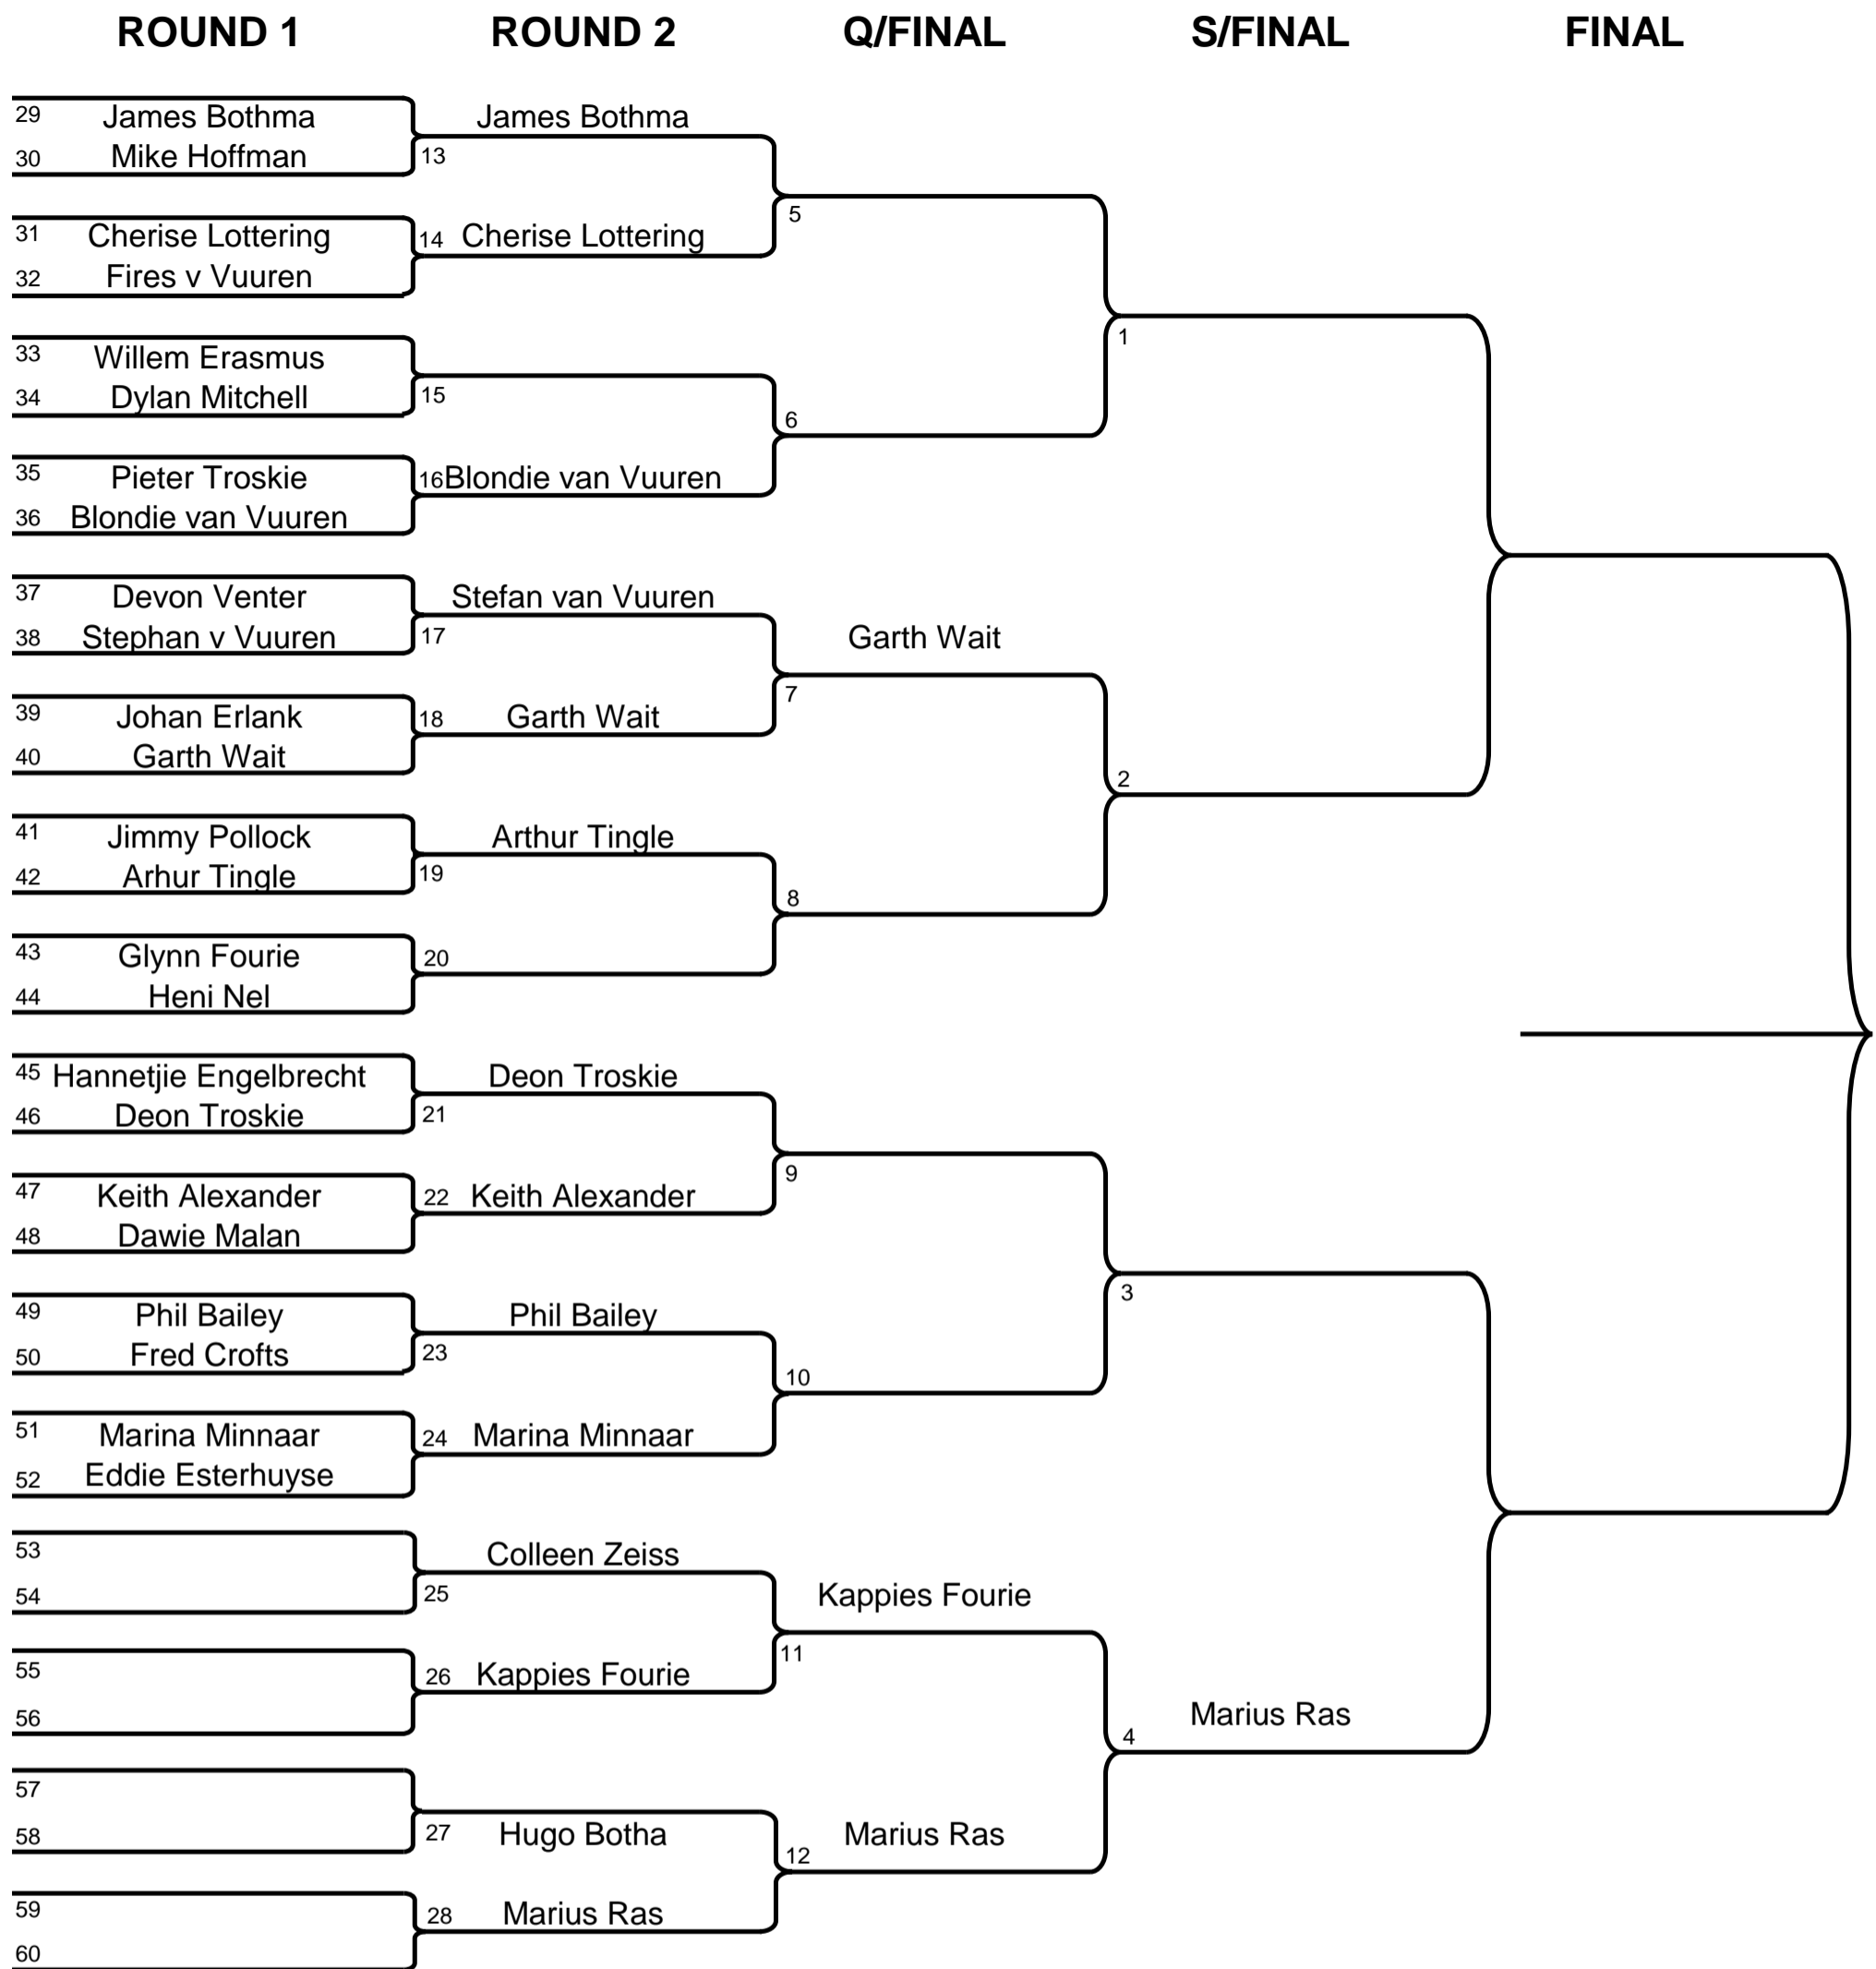 ROUND 1 ROUND 2 Q/FINAL S/FINAL FINAL
29 James Bothma James Bothma
30 Mike Hoffman 13
5
31 Cherise Lottering 14 Cherise Lottering
32 Fires v Vuuren
1
33 Willem Erasmus
34 Dylan Mitchell 15
6
35 Pieter Troskie 16 Blondie van Vuuren
36 Blondie van Vuuren
37 Devon Venter Stefan van Vuuren
38 Stephan v Vuuren 17 Garth Wait
7
39 Johan Erlank 18 Garth Wait
40 Garth Wait
2
41 Jimmy Pollock Arthur Tingle
42 Arhur Tingle 19
8
43 Glynn Fourie 20
44 Heni Nel
45 Hannetjie Engelbrecht Deon Troskie
46 Deon Troskie 21
9
47 Keith Alexander 22 Keith Alexander
48 Dawie Malan
3
49 Phil Bailey Phil Bailey
50 Fred Crofts 23
10
51 Marina Minnaar 24 Marina Minnaar
52 Eddie Esterhuyse
53 Colleen Zeiss
54 25 Kappies Fourie
11
55 26 Kappies Fourie
56 Marius Ras
4
57
58 27 Hugo Botha Marius Ras
12
59 28 Marius Ras
60